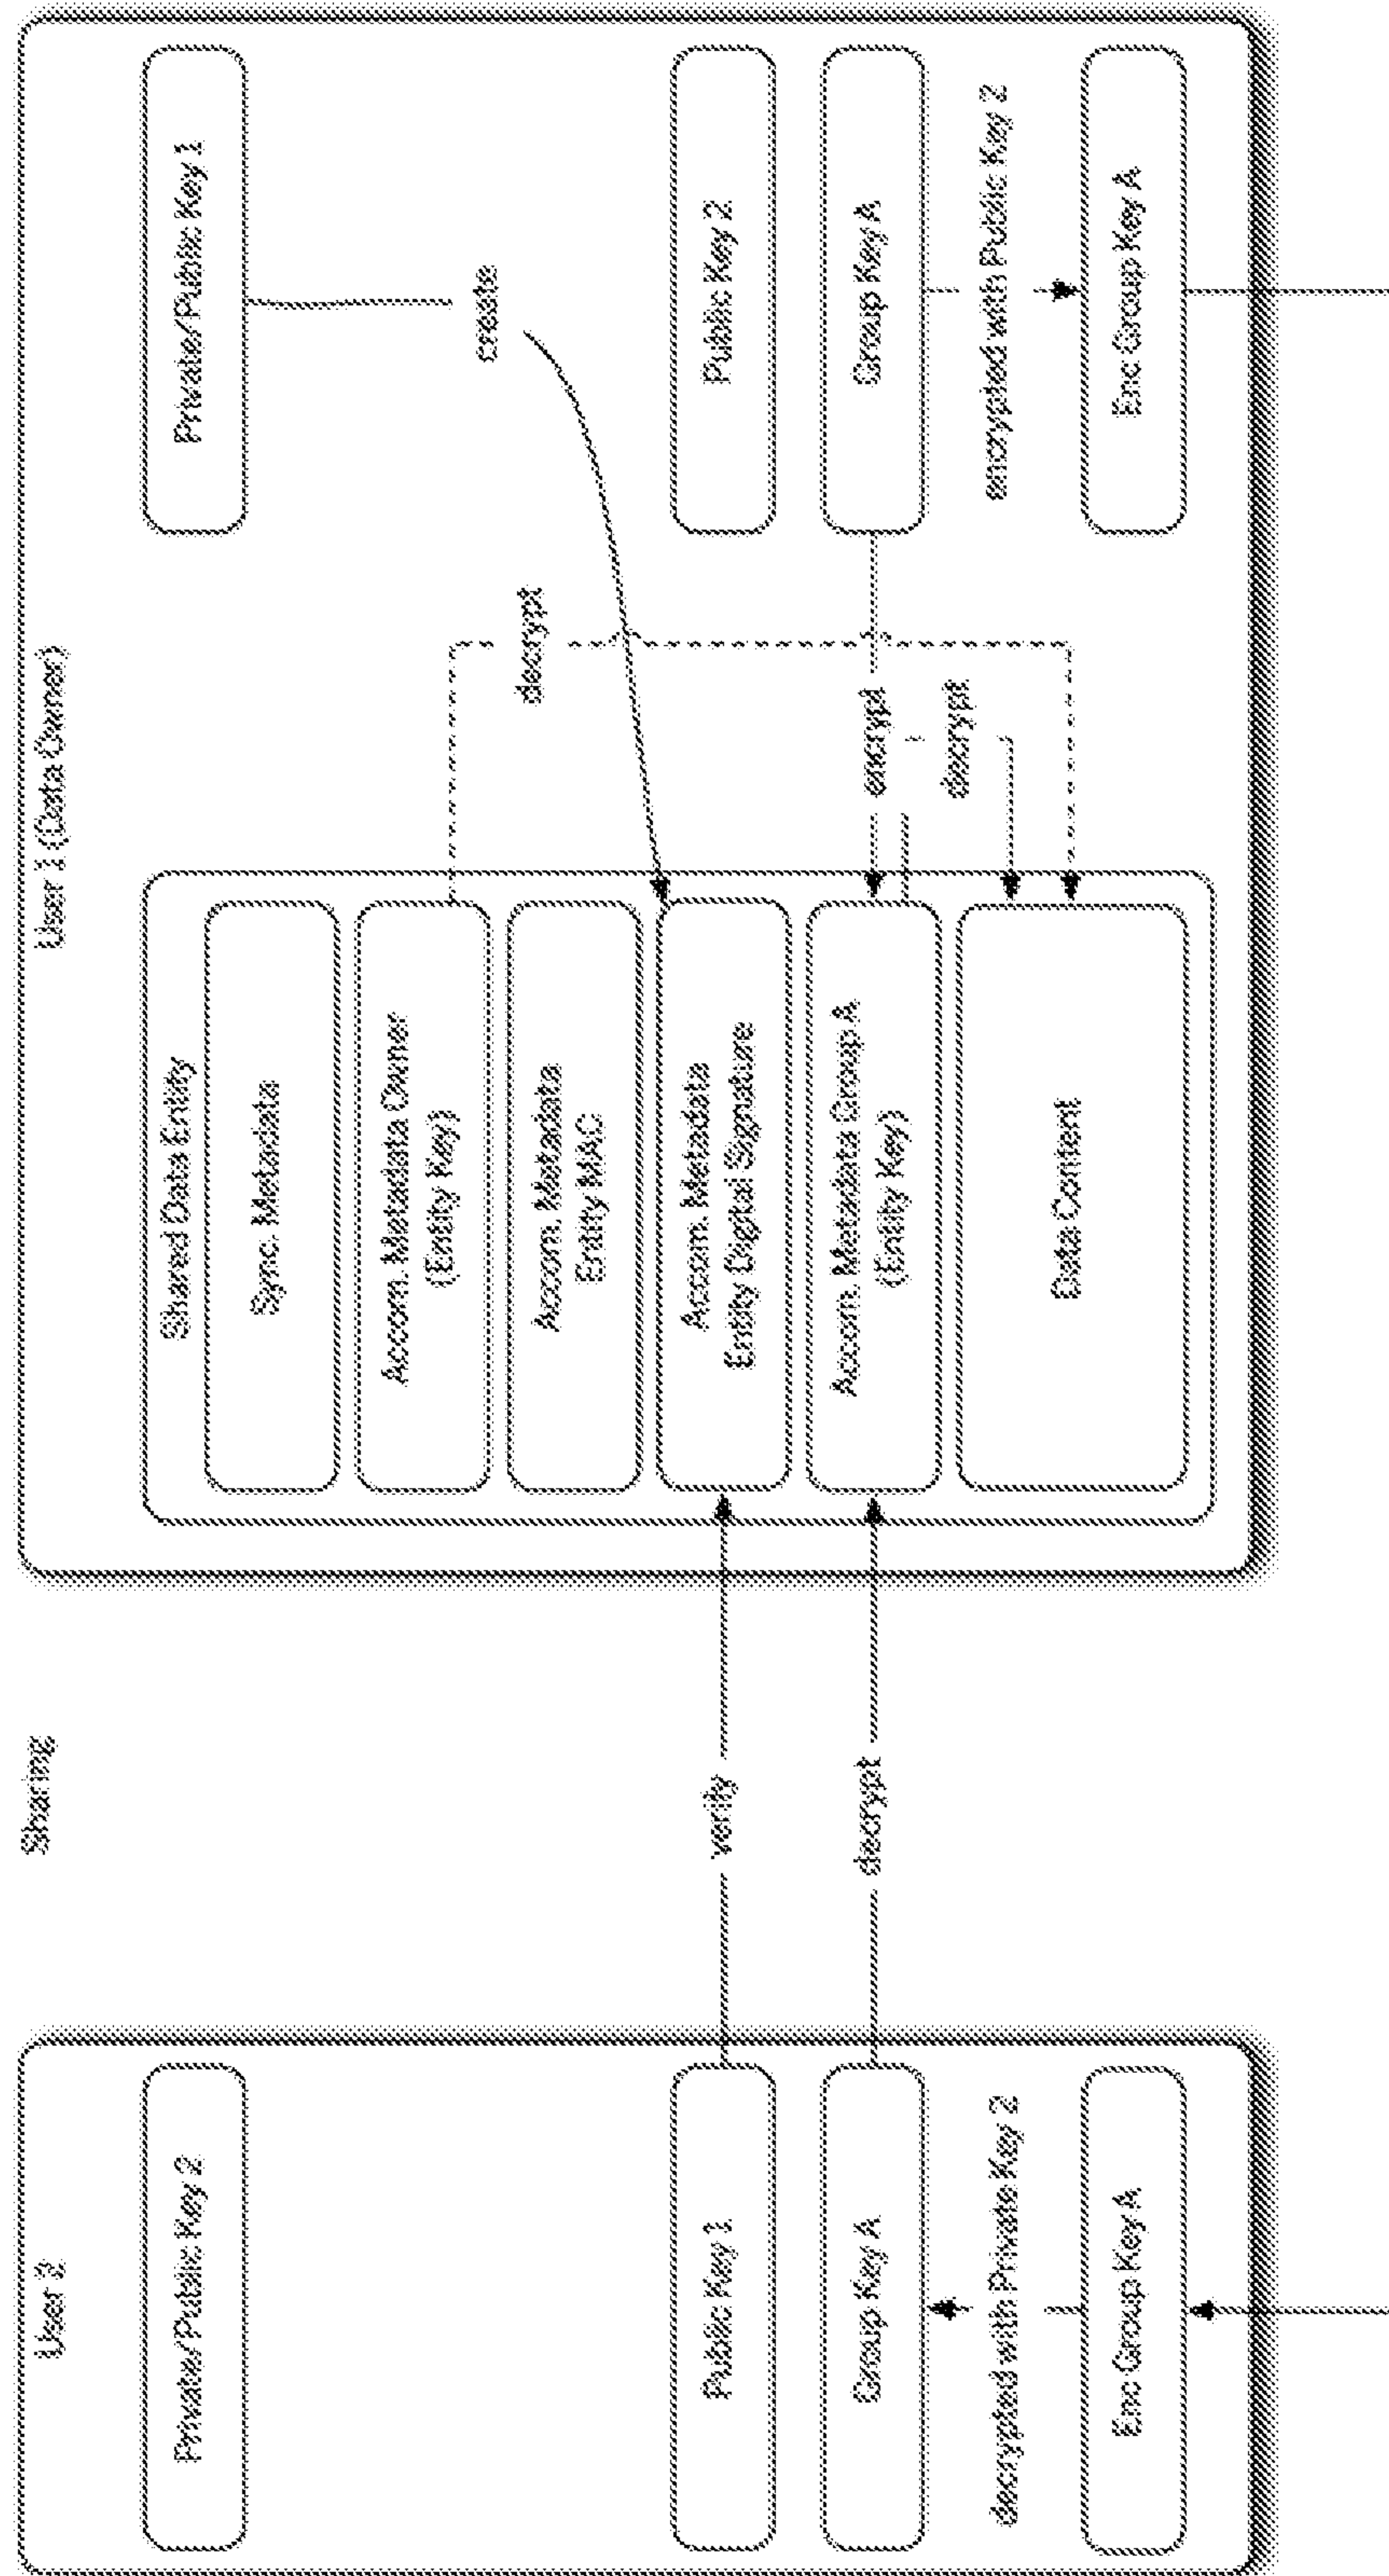 Sharing
User 2
Private/Public Key 2
Public Key 1
Group Key A
decrypted with Private Key 2
Enc Group Key A
verify
decrypt
User 1 (Data Owner)
Shared Data Entity
Sync. Metadata
Accom. Metadata Owner
(Entity Key)
Accom. Metadata
Entity MAC
Accom. Metadata
Entity Digital Signature
Accom. Metadata Group A
(Entity Key)
Data Content
decrypt
encrypt
decrypt
create
Private/Public Key 1
Public Key 2
Group Key A
encrypted with Public Key 2
Enc Group Key A